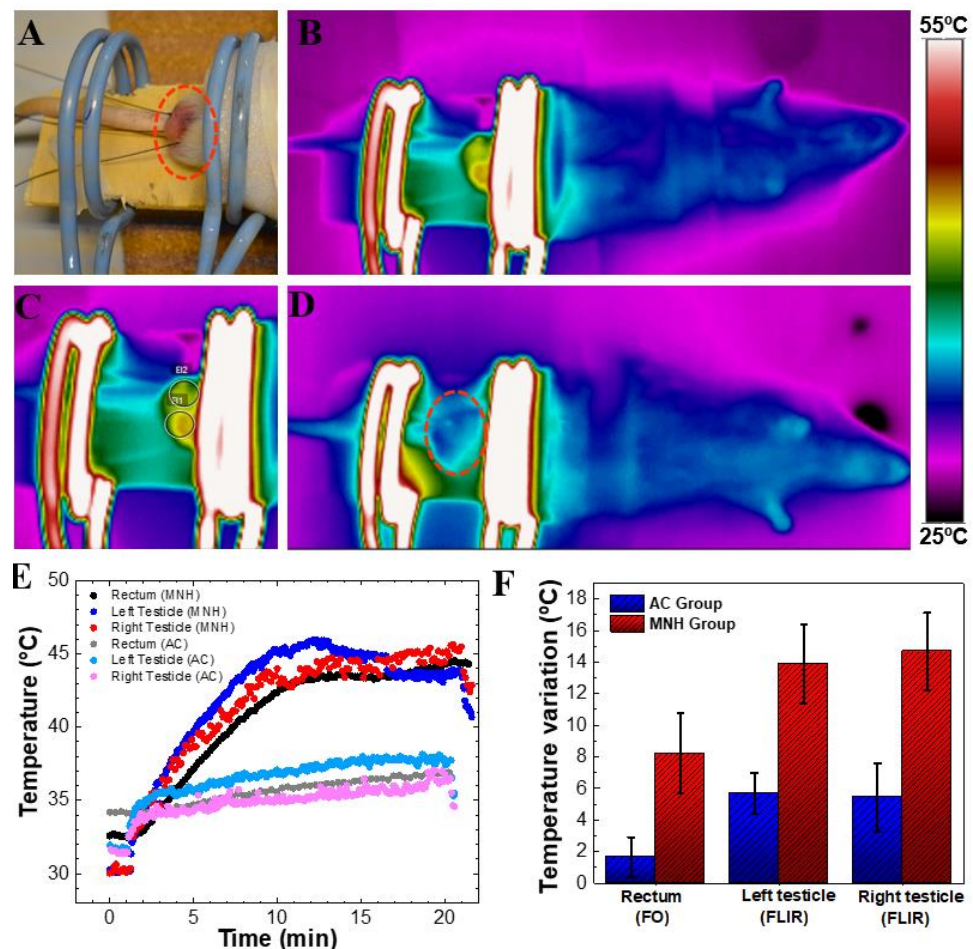 A
B
55ºC
C
El2
D
25ºC
E
50
45
40
35
30
Temperature (ºC)
Rectum (MNH)
Left Testicle (MNH)
Right Testicle (MNH)
Rectum (AC)
Left Testicle (AC)
Right Testicle (AC)
0
5
10
15
20
Time (min)
F
18
16
14
12
10
8
6
4
2
0
Temperature variation (ºC)
AC Group
MNH Group
Rectum
(FO)
Left testicle
(FLIR)
Right testicle
(FLIR)